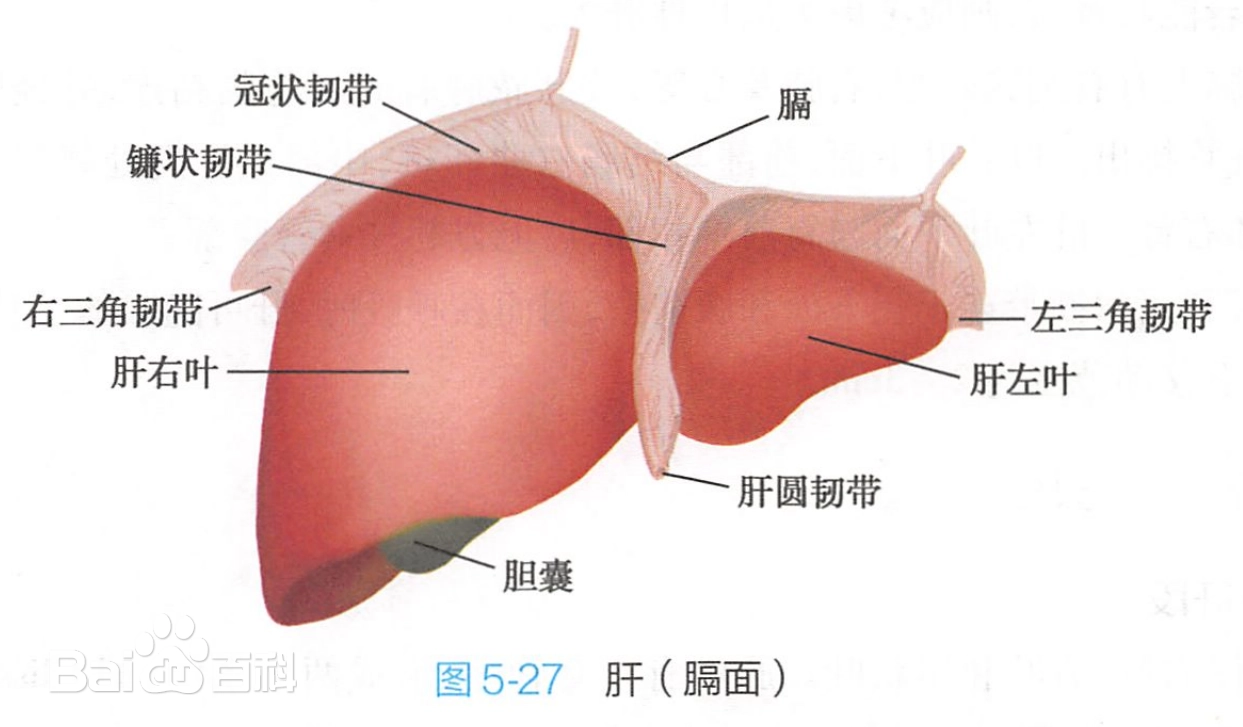 冠状韧带
膈
镰状韧带
右三角韧带
左三角韧带
肝右叶
肝左叶
肝圆韧带
胆囊
Bai百科
图5-27 肝（膈面）